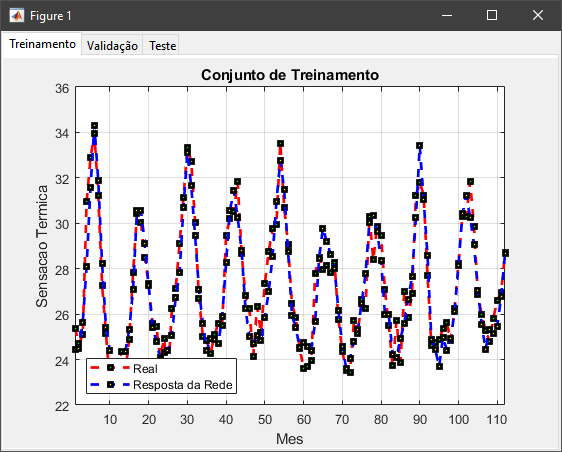 Figure 1
Treinamento Validação Teste
Conjunto de Treinamento
Sensacao Termica
36
34
32
30
28
26
24
22
Real
Resposta da Rede
10 20 30 40 50 60 70 80 90 100 110
Mes